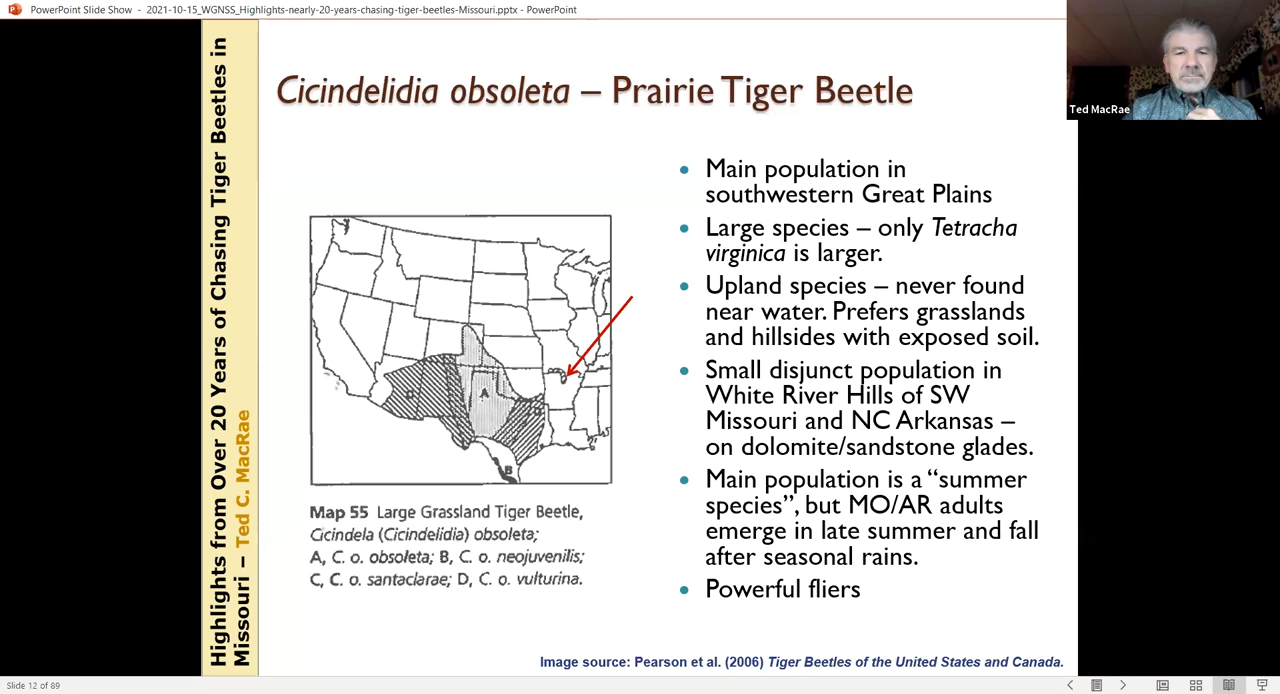 PowerPoint Slide Show - 2021-10-15_WGNSS_Highlights-nearly-20-years-chasing-tiger-beetles-Missouri.pptx - PowerPoint
Ted MacRae
Highlights from Over 20 Years of Chasing Tiger Beetles in
Missouri – Ted C. MacRae
Cicindelidia obsoleta – Prairie Tiger Beetle
A
B
C
D
Map 55 Large Grassland Tiger Beetle,
Cicindela (Cicindelidia) obsoleta;
A, C. o. obsoleta; B, C. o. neojuvenilis;
C, C. o. santaclarae; D, C. o. vulturina.
• Main population in
southwestern Great Plains
• Large species – only Tetracha
virginica is larger.
• Upland species – never found
near water. Prefers grasslands
and hillsides with exposed soil.
• Small disjunct population in
White River Hills of SW
Missouri and NC Arkansas –
on dolomite/sandstone glades.
• Main population is a “summer
species”, but MO/AR adults
emerge in late summer and fall
after seasonal rains.
• Powerful fliers
Image source: Pearson et al. (2006) Tiger Beetles of the United States and Canada.
Slide 12 of 89